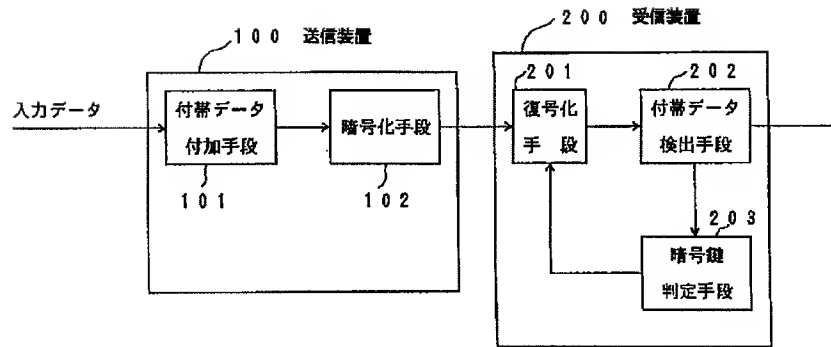 １００ 送信装置
２００ 受信装置
入力データ
付帯データ
付加手段
１０１
暗号化手段
１０２
２０１
復号化
手段
２０２
付帯データ
検出手段
２０３
暗号鍵
判定手段